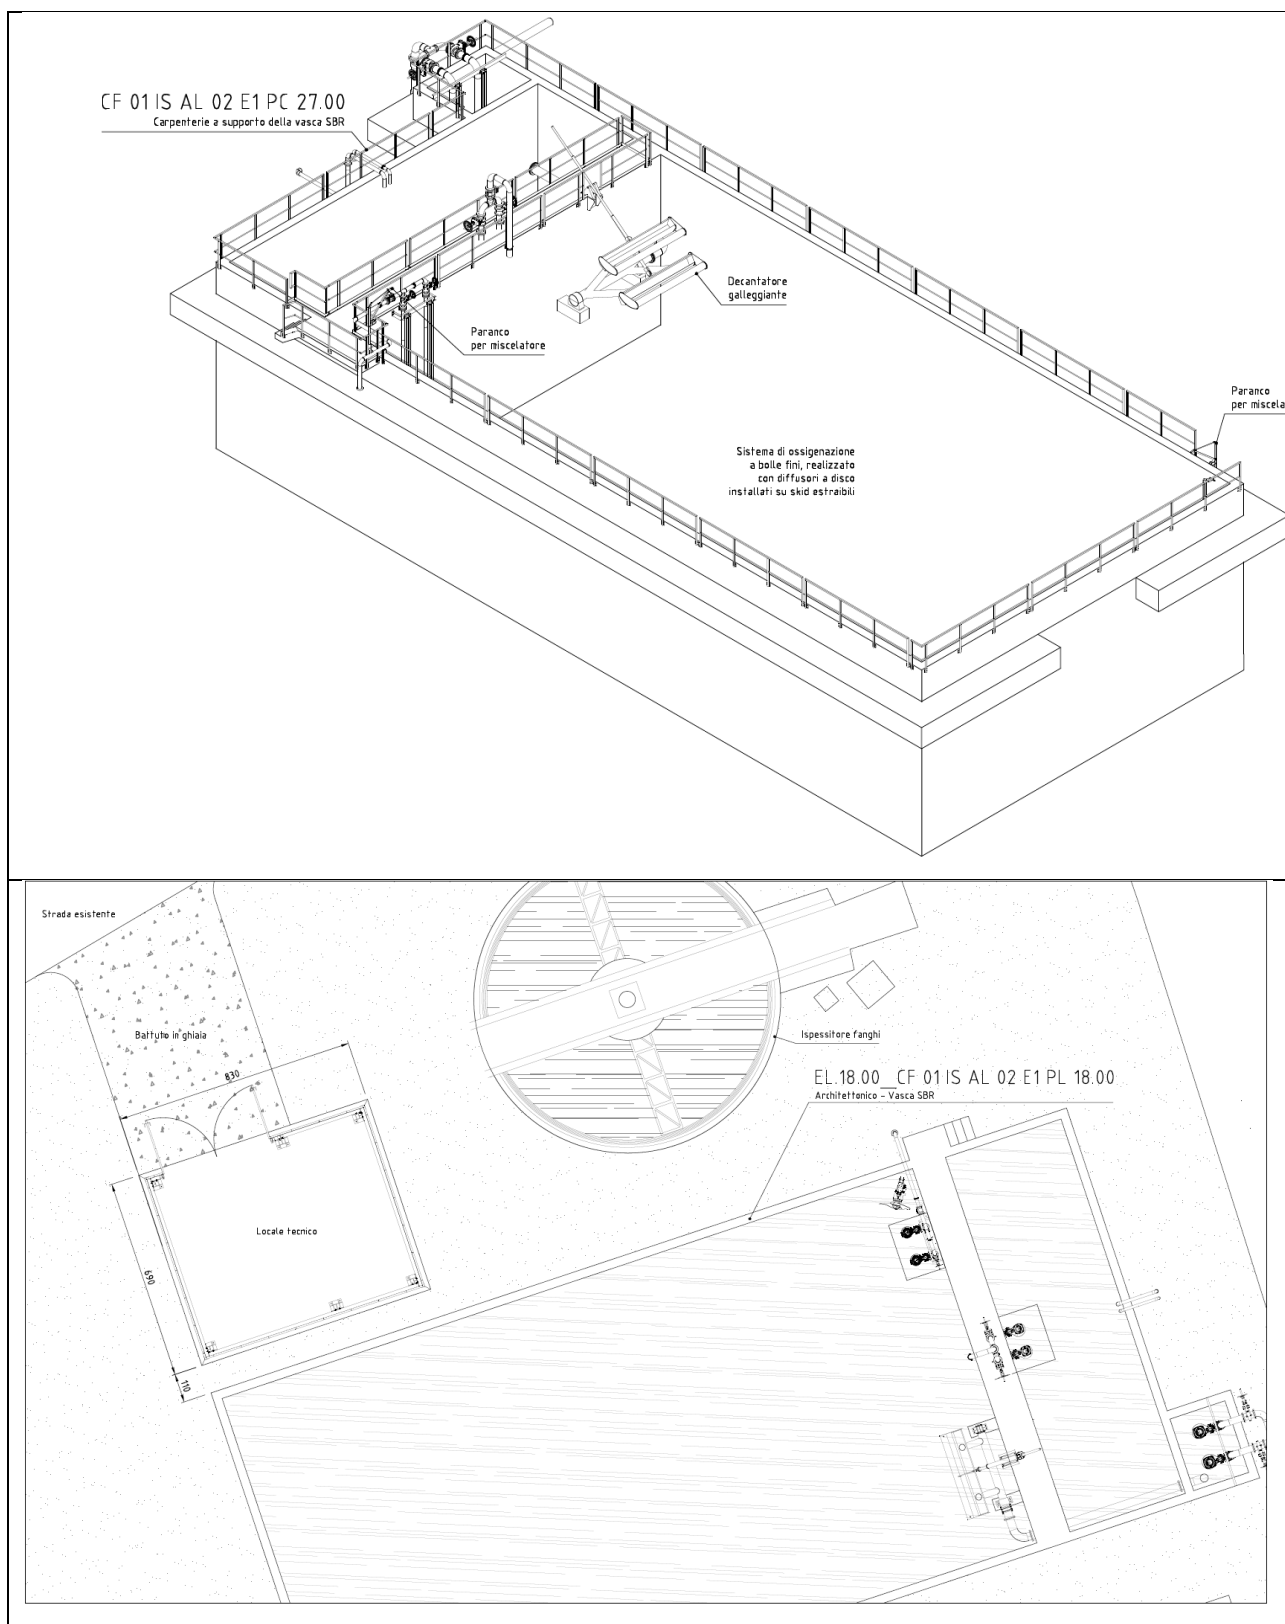 CF 01 IS AL 02 E1 PC 27.00
Carpenterie a supporto della vasca SBR
Decantatore
galleggiante
Paranco
per miscelatore
Paranco
per miscela
Sistema di ossigenazione
a bolle fini, realizzato
con diffusori a disco
installati su skid estraibili
Strada esistente
Battuto in ghiaia
Ispessitore fanghi
830
EL.18.00__CF 01 IS AL 02 E1 PL 18.00
Architettonico - Vasca SBR
Locale tecnico
690
110